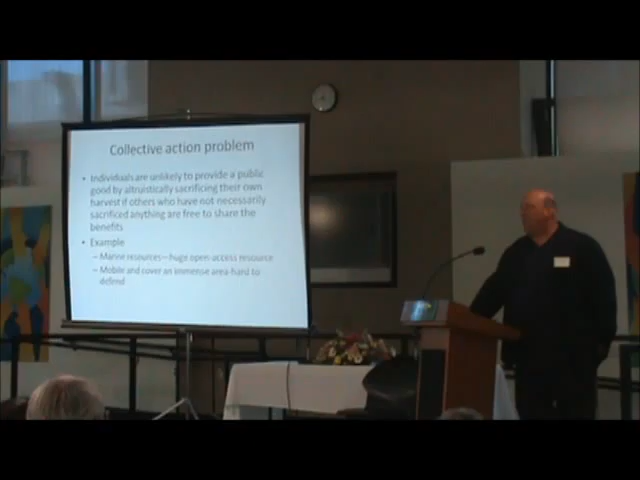 Collective action problem
• Individuals are unlikely to provide a public
good by altruistically sacrificing their own
harvest if others who have not necessarily
sacrificed anything are free to share the
benefits
• Example
– Marine resources—huge open-access resource
– Mobile and cover an immense area-hard to
defend